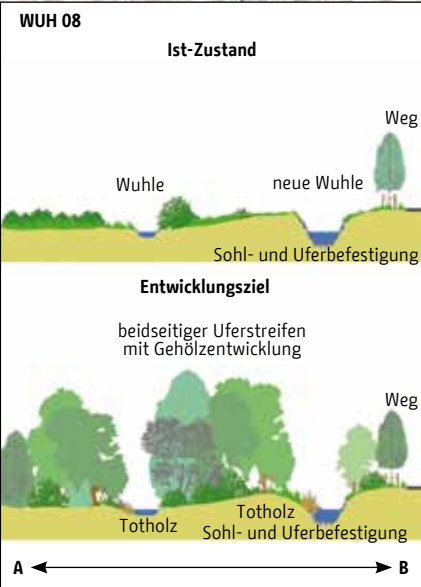 WUH 08
Ist-Zustand
Weg
Wuhle
neue Wuhle
Sohl- und Uferbefestigung
Entwicklungsziel
beidseitiger Uferstreifen
mit Gehölzentwicklung
Weg
Totholz
Totholz
Sohl- und Uferbefestigung
A
B